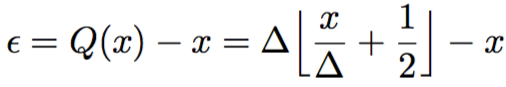 ϵ = Q(x) − x = Δ⌊x/Δ + 1/2⌋ − x